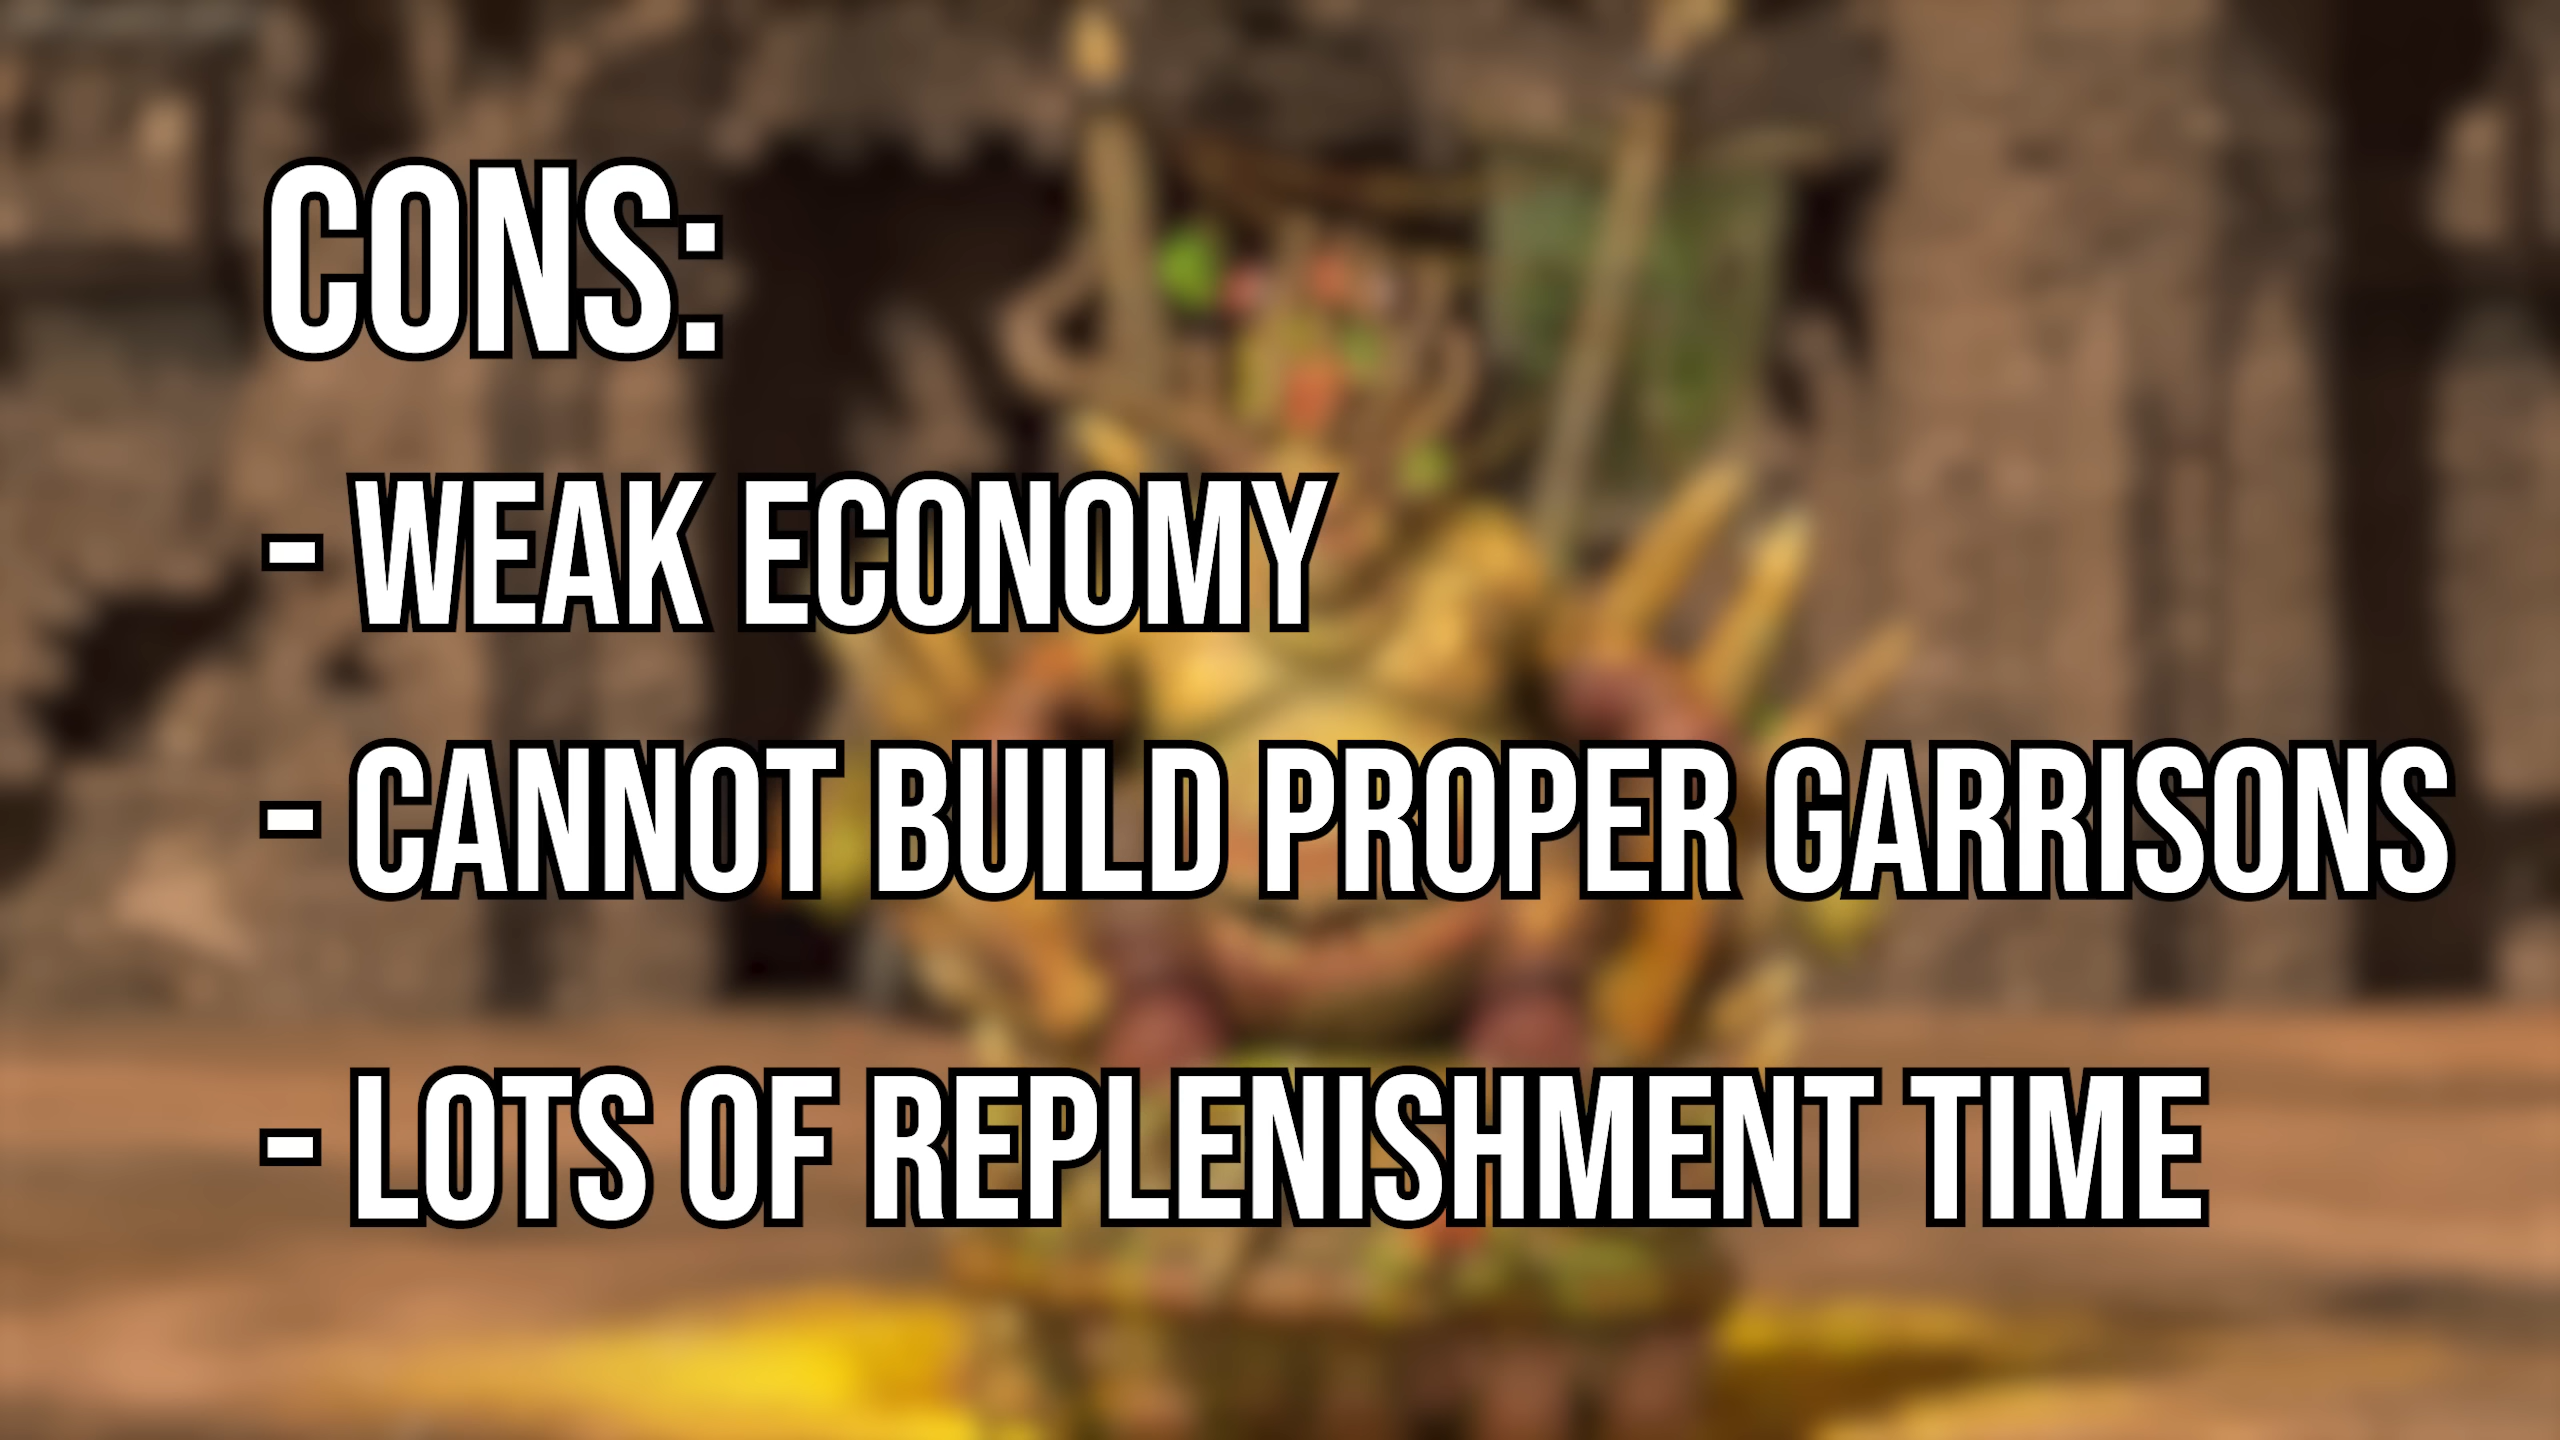 CONS:
- WEAK ECONOMY
- CANNOT BUILD PROPER GARRISONS
- LOTS OF REPLENISHMENT TIME